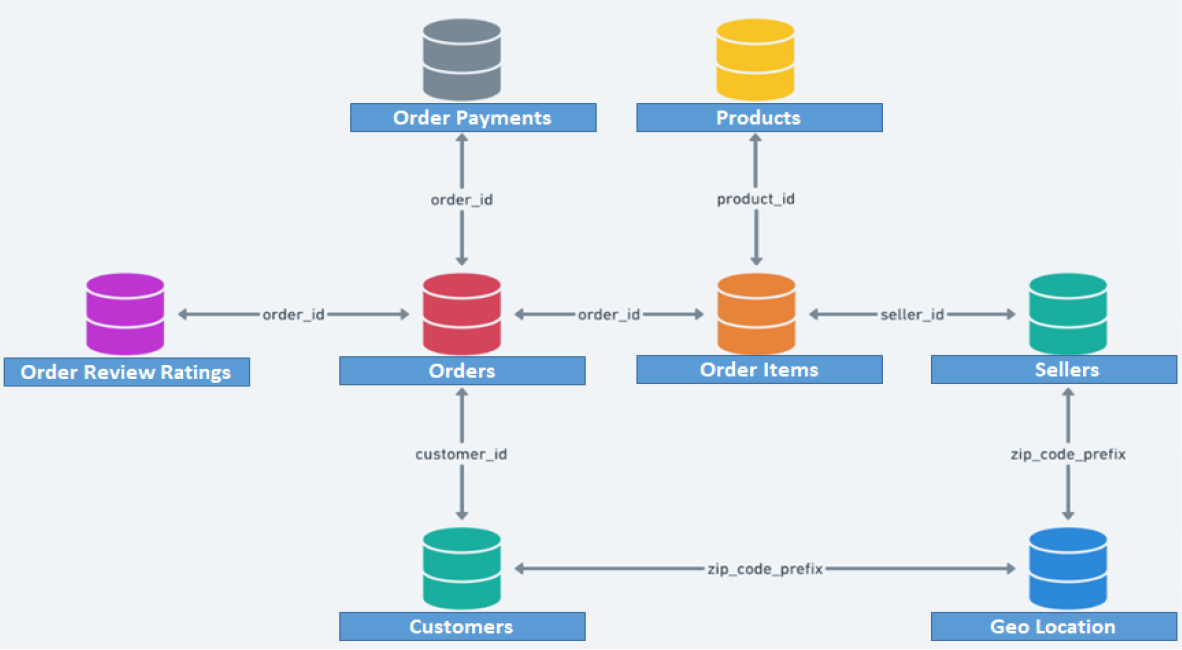 Order Payments
Products
order_id
product_id
order_id
order_id
seller_id
Order Review Ratings
Orders
Order Items
Sellers
customer_id
zip_code_prefix
zip_code_prefix
Customers
Geo Location